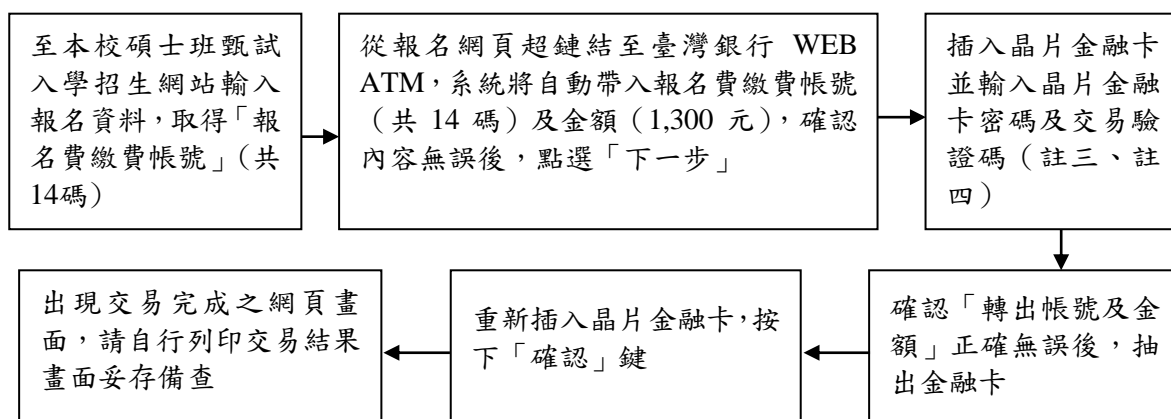 至本校碩士班甄試
入學招生網站輸入
報名資料，取得「報
名費繳費帳號」（共
14碼）
從報名網頁超鏈結至臺灣銀行 WEB
ATM，系統將自動帶入報名費繳費帳號
（共 14 碼）及金額（1,300 元），確認
內容無誤後，點選「下一步」
插入晶片金融卡
並輸入晶片金融
卡密碼及交易驗
證碼（註三、註
四）
確認「轉出帳號及金
額」正確無誤後，抽
出金融卡
重新插入晶片金融卡，按
下「確認」鍵
出現交易完成之網頁畫
面，請自行列印交易結果
畫面妥存備查